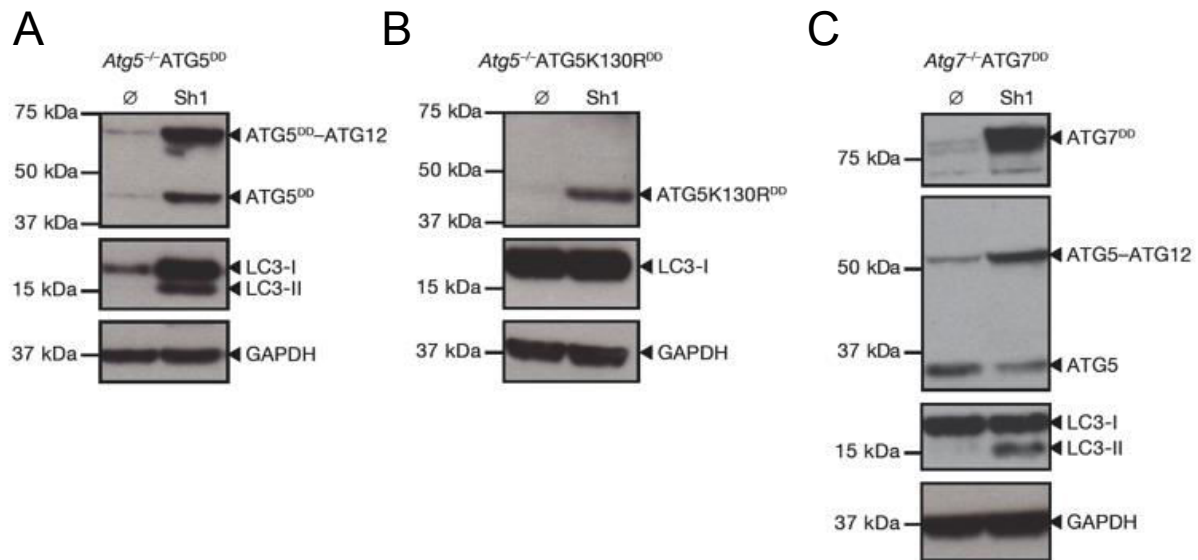 A
Atg5⁻/⁻ATG5ᴰᴰ
Ø Sh1
75 kDa
ATG5ᴰᴰ–ATG12
50 kDa
ATG5ᴰᴰ
37 kDa
LC3-I
15 kDa LC3-II
37 kDa GAPDH
B
Atg5⁻/⁻ATG5K130Rᴰᴰ
Ø Sh1
75 kDa
50 kDa
ATG5K130Rᴰᴰ
37 kDa
LC3-I
15 kDa
37 kDa GAPDH
C
Atg7⁻/⁻ATG7ᴰᴰ
Ø Sh1
ATG7ᴰᴰ
75 kDa
ATG5–ATG12
50 kDa
37 kDa
ATG5
LC3-I
15 kDa LC3-II
37 kDa GAPDH